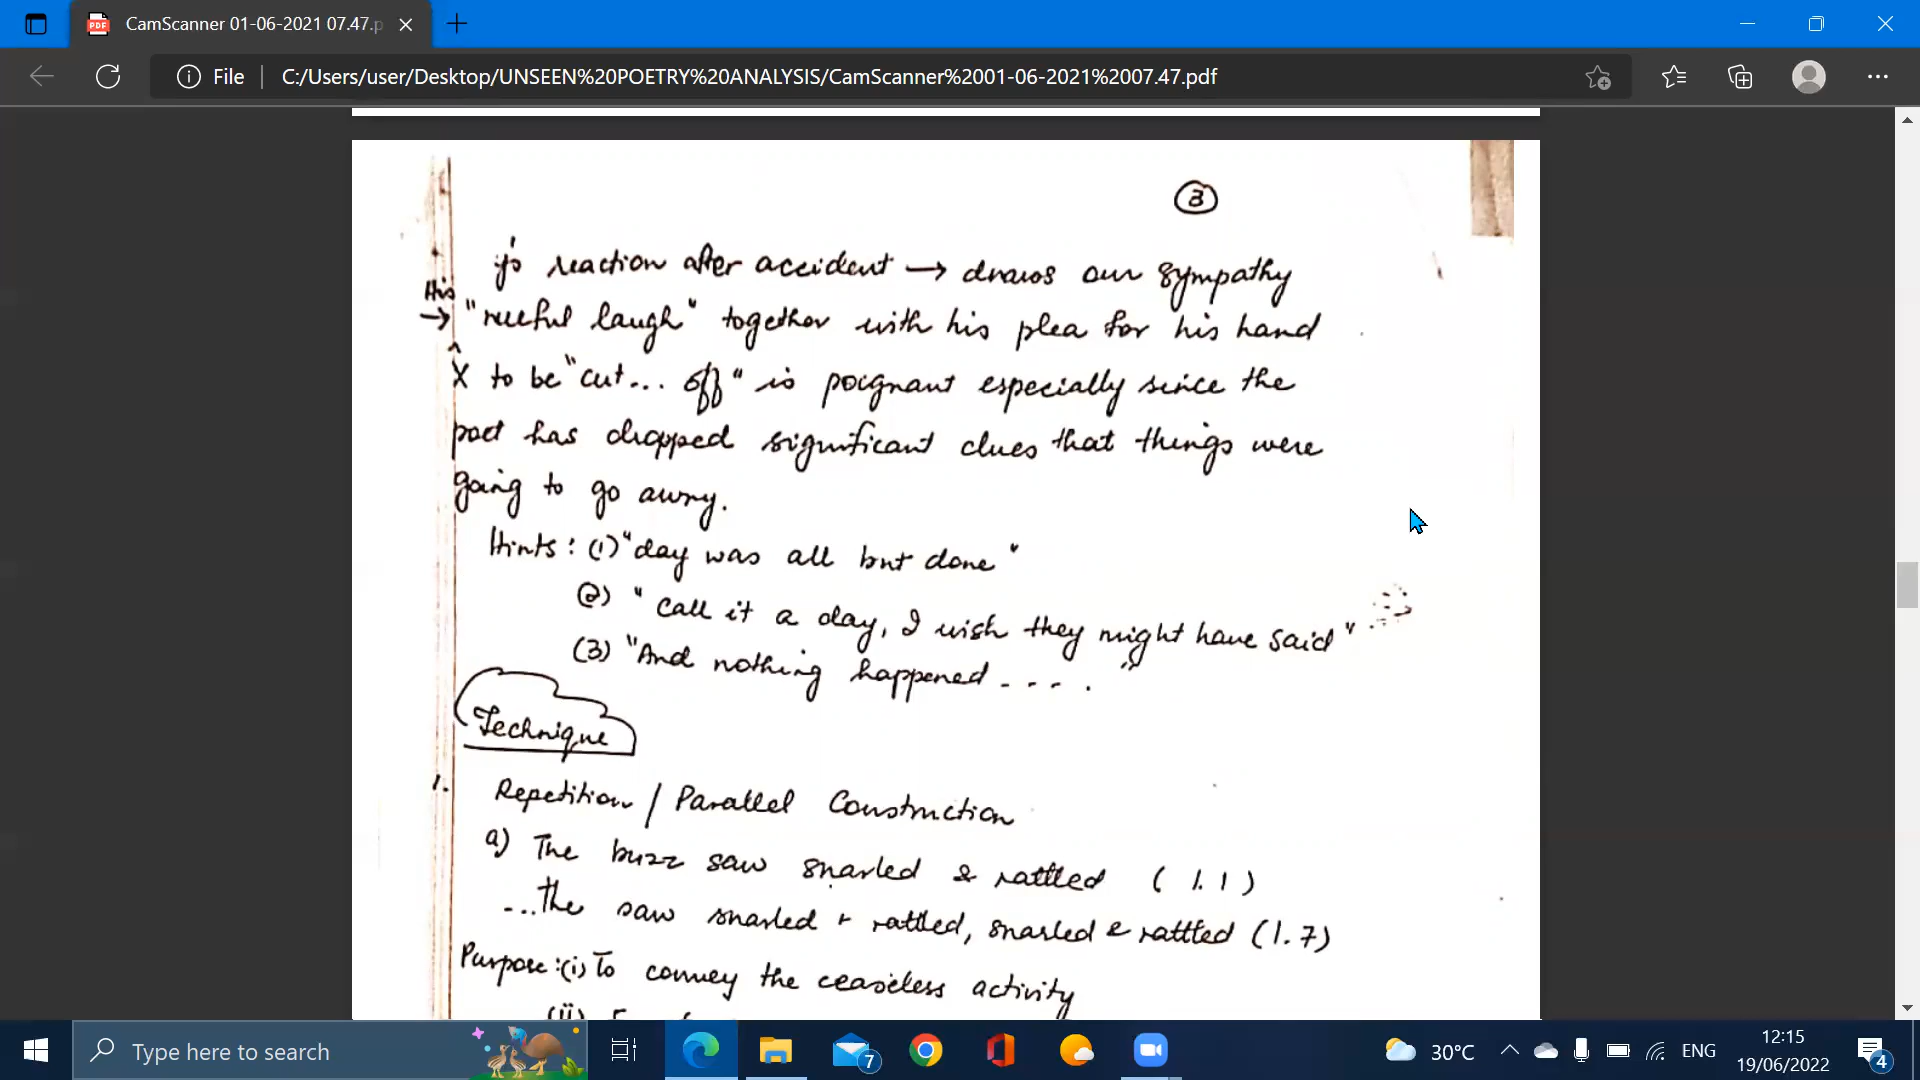 CamScanner 01-06-2021 07.47.p
File
C:/Users/user/Desktop/UNSEEN%20POETRY%20ANALYSIS/CamScanner%2001-06-2021%2007.47.pdf
3
reaction after accident → draws our sympathy
His
→ "rueful laugh" together with his plea for his hand
X to be "cut... off" is poignant especially since the
poet has dropped significant clues that things were
going to go awry.
Hints : (1) "day was all but done"
(2) " Call it a day, I wish they might have said"
(3) "And nothing happened - - - . "
Technique
1. Repetition / Parallel Construction
a) The buzz saw snarled & rattled ( l. 1 )
...the saw snarled + rattled, snarled & rattled (l. 7)
Purpose : (i) To convey the ceaseless activity
(ii)
Type here to search
7
30°C
ENG
12:15
19/06/2022
4